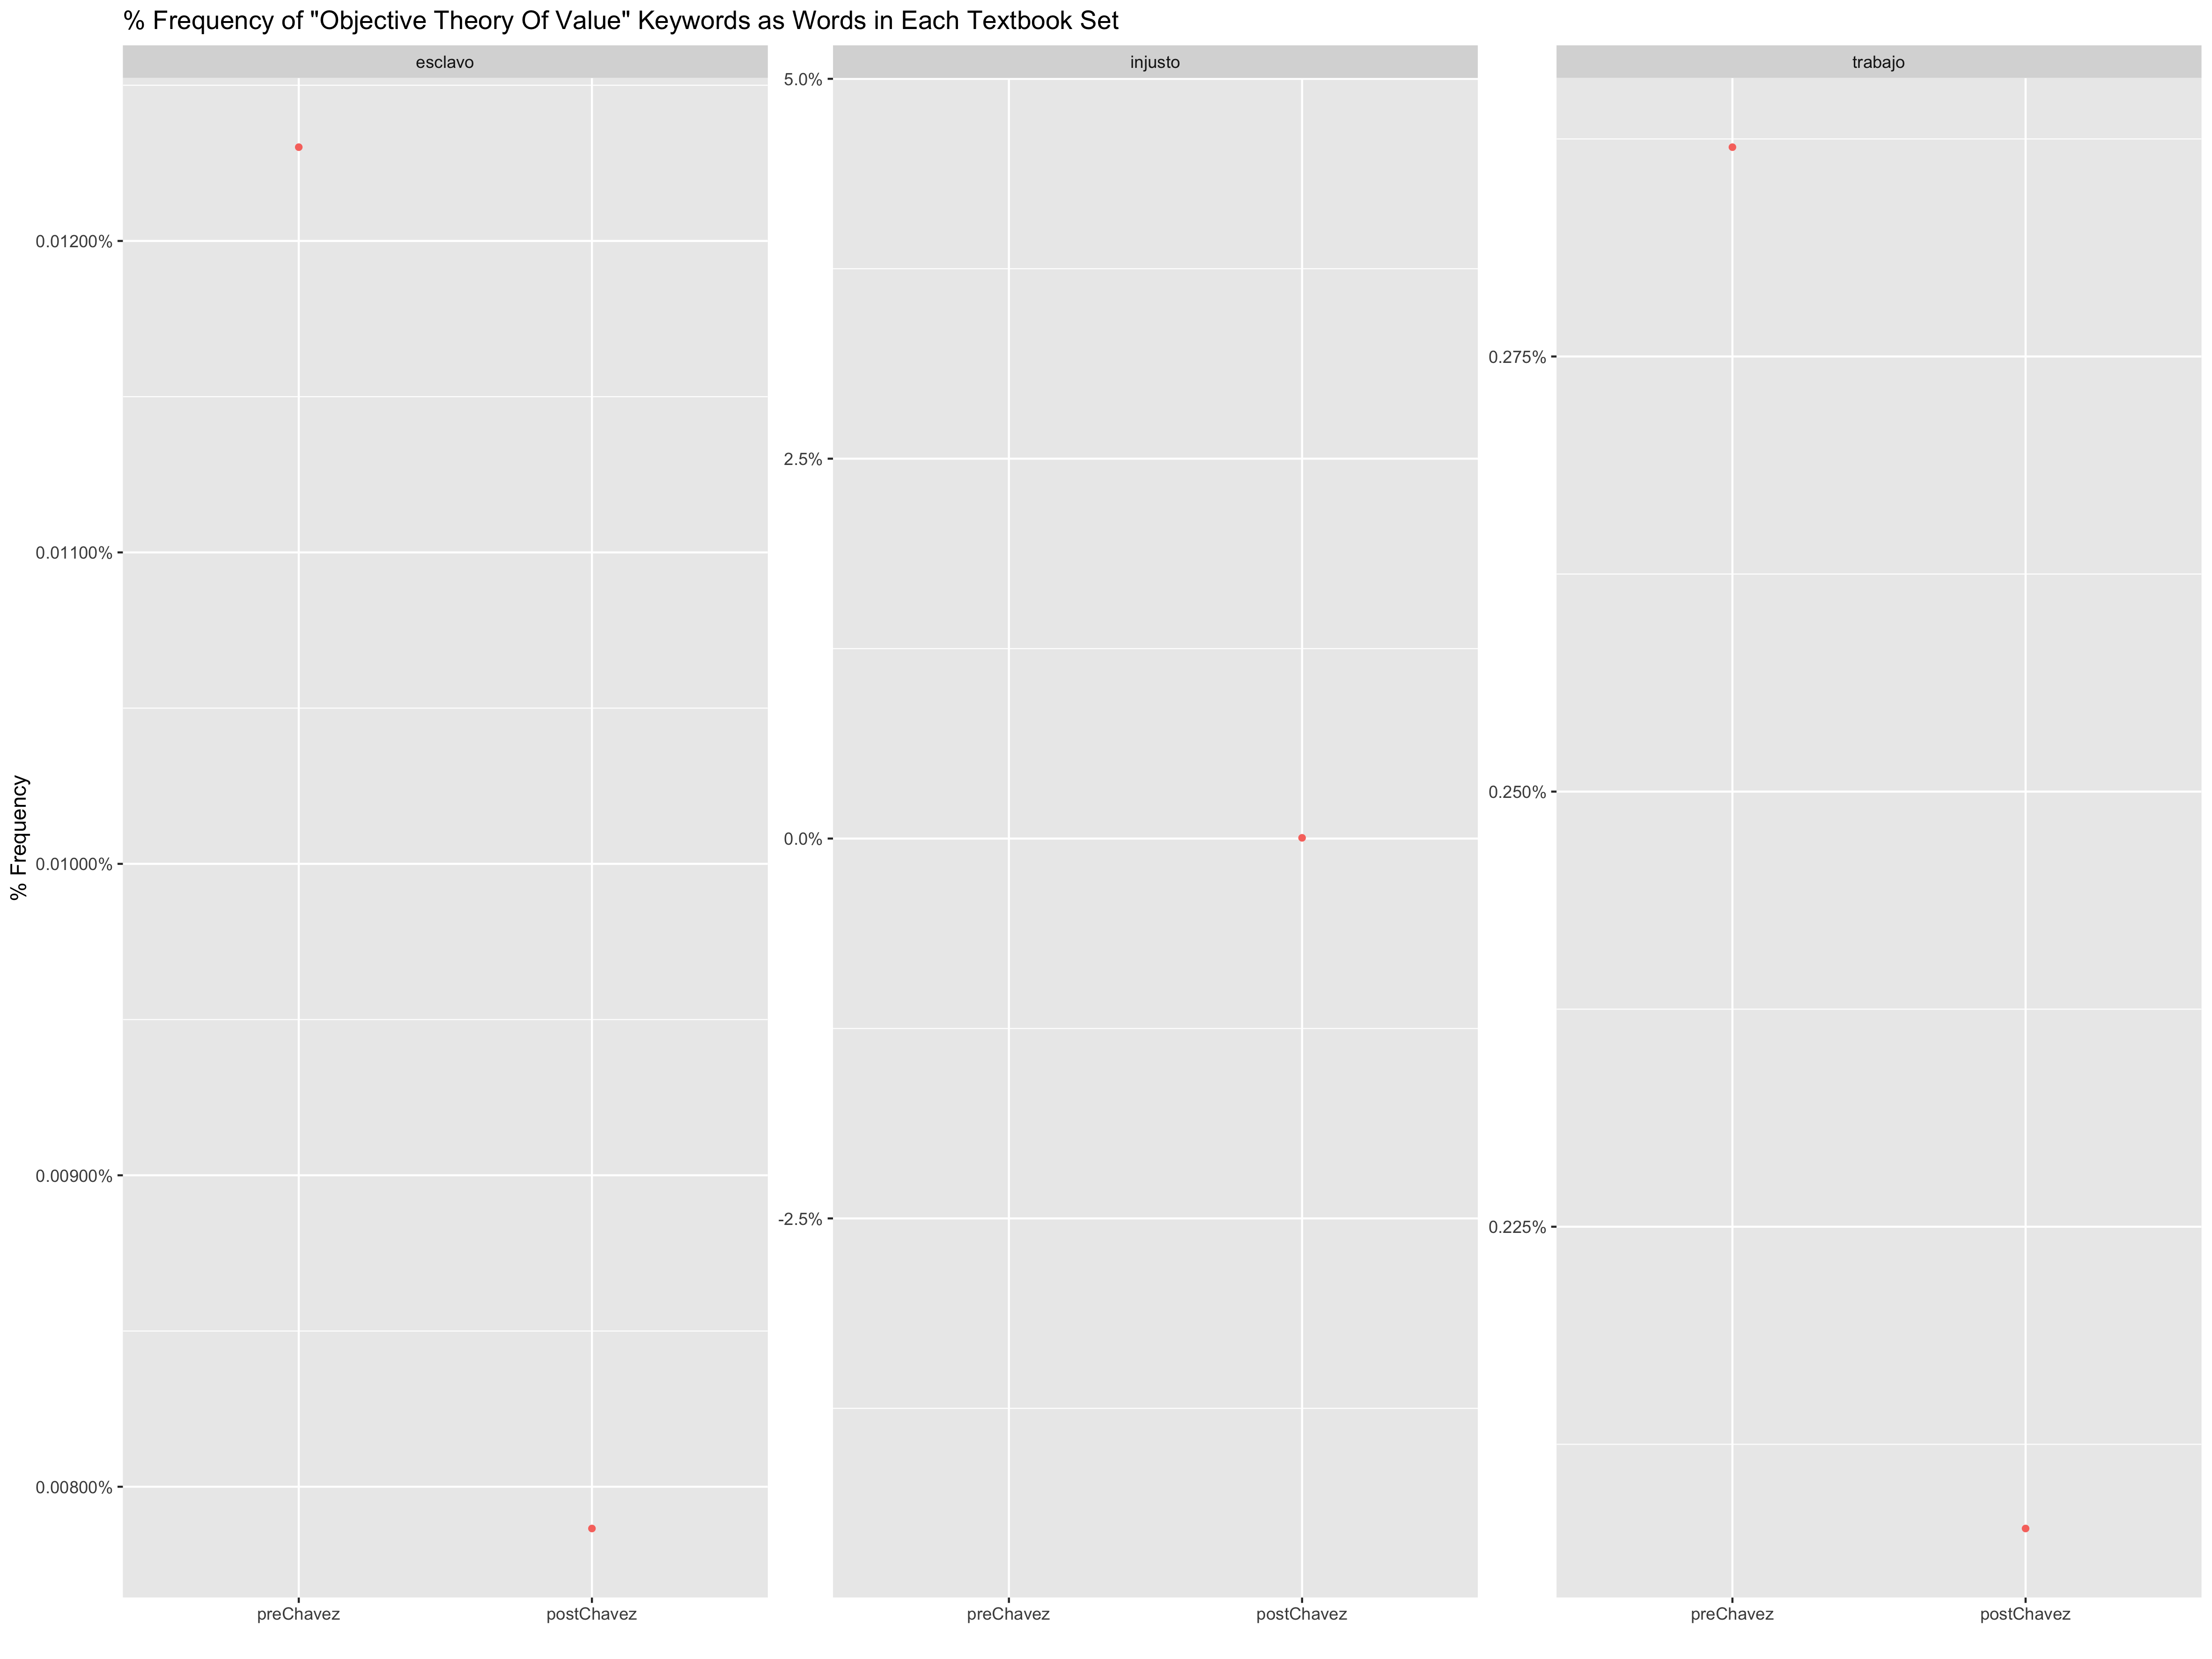 % Frequency of "Objective Theory Of Value" Keywords as Words in Each Textbook Set
% Frequency
esclavo
0.01200%
0.01100%
0.01000%
0.00900%
0.00800%
preChavez
postChavez
injusto
5.0%
2.5%
0.0%
-2.5%
preChavez
postChavez
trabajo
0.275%
0.250%
0.225%
preChavez
postChavez